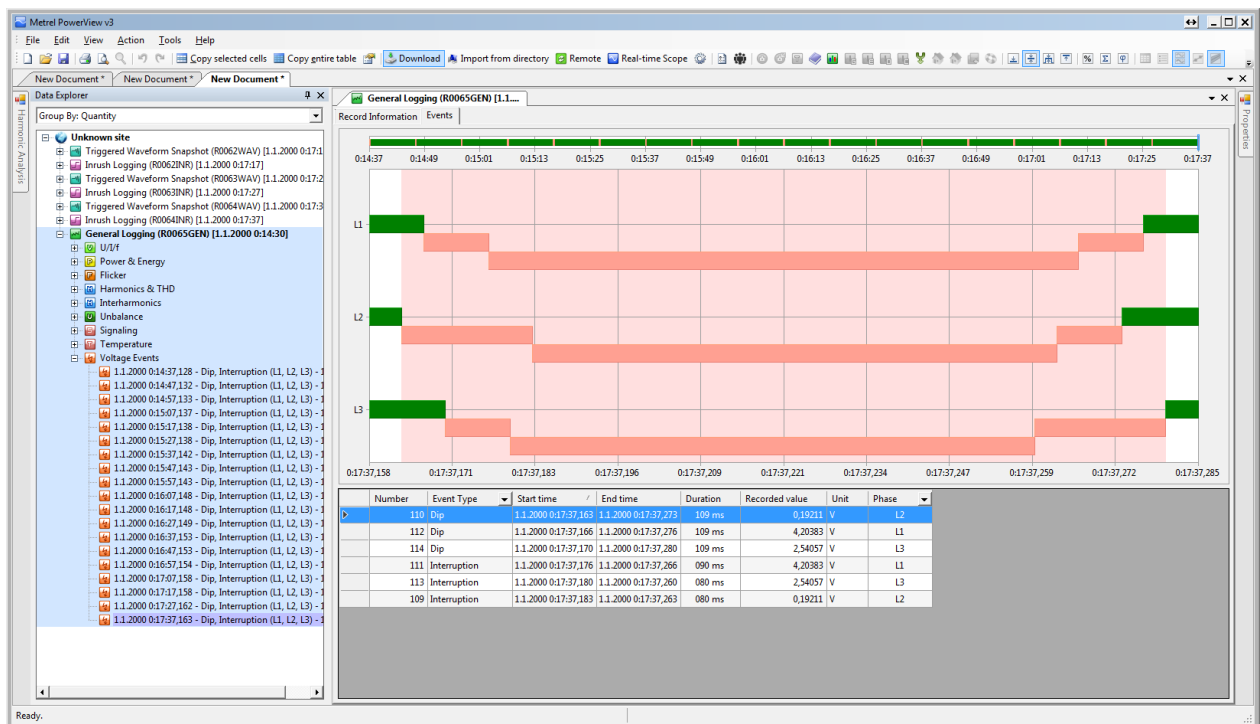 Metrel PowerView v3
File Edit View Action Tools Help
Copy selected cells Copy entire table Download Import from directory Remote Real-time Scope
New Document * New Document * New Document *
Harmonic Analysis
Data Explorer
Group By: Quantity
Unknown site
Triggered Waveform Snapshot (R0062WAV) [1.1.2000 0:17:1
Inrush Logging (R0062INR) [1.1.2000 0:17:17]
Triggered Waveform Snapshot (R0063WAV) [1.1.2000 0:17:2
Inrush Logging (R0063INR) [1.1.2000 0:17:27]
Triggered Waveform Snapshot (R0064WAV) [1.1.2000 0:17:3
Inrush Logging (R0064INR) [1.1.2000 0:17:37]
General Logging (R0065GEN) [1.1.2000 0:14:30]
U/I/f
Power & Energy
Flicker
Harmonics & THD
Interharmonics
Unbalance
Signaling
Temperature
Voltage Events
1.1.2000 0:14:37,128 - Dip, Interruption (L1, L2, L3) - 1
1.1.2000 0:14:47,132 - Dip, Interruption (L1, L2, L3) - 1
1.1.2000 0:14:57,133 - Dip, Interruption (L1, L2, L3) - 1
1.1.2000 0:15:07,137 - Dip, Interruption (L1, L2, L3) - 1
1.1.2000 0:15:17,138 - Dip, Interruption (L1, L2, L3) - 1
1.1.2000 0:15:27,138 - Dip, Interruption (L1, L2, L3) - 1
1.1.2000 0:15:37,142 - Dip, Interruption (L1, L2, L3) - 1
1.1.2000 0:15:47,143 - Dip, Interruption (L1, L2, L3) - 1
1.1.2000 0:15:57,143 - Dip, Interruption (L1, L2, L3) - 1
1.1.2000 0:16:07,148 - Dip, Interruption (L1, L2, L3) - 1
1.1.2000 0:16:17,148 - Dip, Interruption (L1, L2, L3) - 1
1.1.2000 0:16:27,149 - Dip, Interruption (L1, L2, L3) - 1
1.1.2000 0:16:37,153 - Dip, Interruption (L1, L2, L3) - 1
1.1.2000 0:16:47,153 - Dip, Interruption (L1, L2, L3) - 1
1.1.2000 0:16:57,154 - Dip, Interruption (L1, L2, L3) - 1
1.1.2000 0:17:07,158 - Dip, Interruption (L1, L2, L3) - 1
1.1.2000 0:17:17,158 - Dip, Interruption (L1, L2, L3) - 1
1.1.2000 0:17:27,162 - Dip, Interruption (L1, L2, L3) - 1
1.1.2000 0:17:37,163 - Dip, Interruption (L1, L2, L3) - 1
General Logging (R0065GEN) [1.1....
Record Information Events
0:14:37 0:14:49 0:15:01 0:15:13 0:15:25 0:15:37 0:15:49 0:16:01 0:16:13 0:16:25 0:16:37 0:16:49 0:17:01 0:17:13 0:17:25 0:17:37
L1
L2
L3
0:17:37,158 0:17:37,171 0:17:37,183 0:17:37,196 0:17:37,209 0:17:37,221 0:17:37,234 0:17:37,247 0:17:37,259 0:17:37,272 0:17:37,285
Number Event Type Start time End time Duration Recorded value Unit Phase
110 Dip 1.1.2000 0:17:37,163 1.1.2000 0:17:37,273 109 ms 0,19211 V L2
112 Dip 1.1.2000 0:17:37,166 1.1.2000 0:17:37,276 109 ms 4,20383 V L1
114 Dip 1.1.2000 0:17:37,170 1.1.2000 0:17:37,280 109 ms 2,54057 V L3
111 Interruption 1.1.2000 0:17:37,176 1.1.2000 0:17:37,266 090 ms 4,20383 V L1
113 Interruption 1.1.2000 0:17:37,180 1.1.2000 0:17:37,260 080 ms 2,54057 V L3
109 Interruption 1.1.2000 0:17:37,183 1.1.2000 0:17:37,263 080 ms 0,19211 V L2
Properties
Ready.